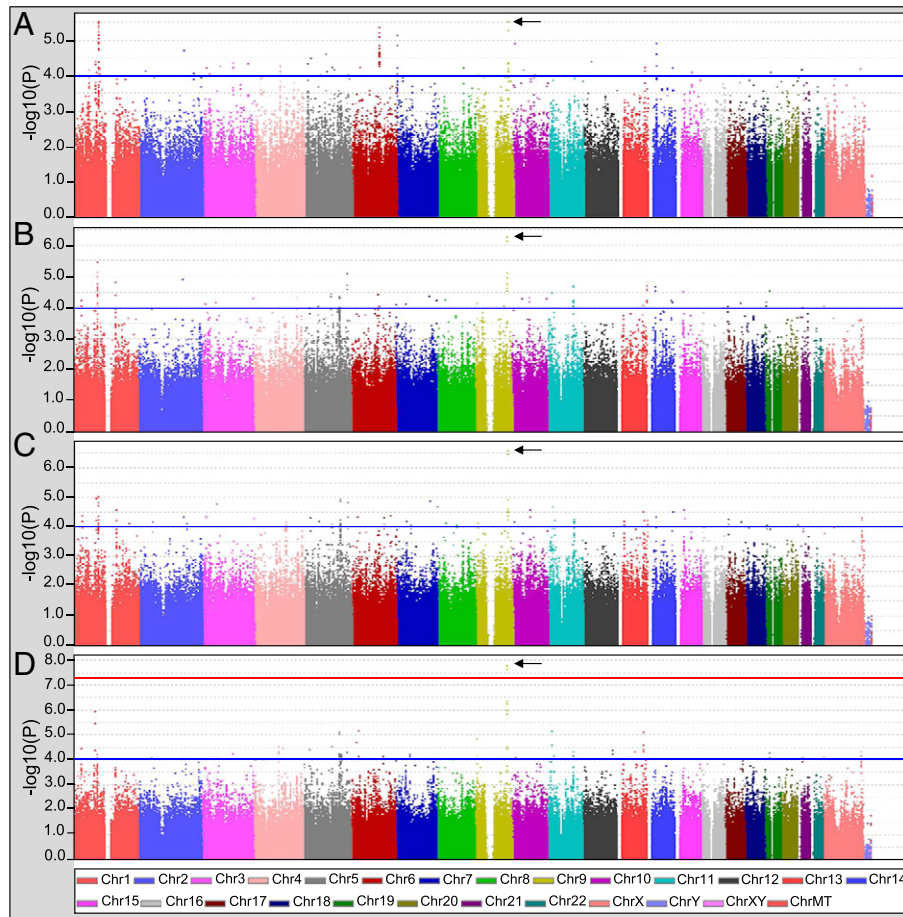 A
-log10(P)
5.0
4.0
3.0
2.0
1.0
0.0
B
-log10(P)
6.0
5.0
4.0
3.0
2.0
1.0
0.0
C
-log10(P)
6.0
5.0
4.0
3.0
2.0
1.0
0.0
D
-log10(P)
8.0
7.0
6.0
5.0
4.0
3.0
2.0
1.0
0.0
Chr1 Chr2 Chr3 Chr4 Chr5 Chr6 Chr7 Chr8 Chr9 Chr10 Chr11 Chr12 Chr13 Chr14
Chr15 Chr16 Chr17 Chr18 Chr19 Chr20 Chr21 Chr22 ChrX ChrY ChrXY ChrMT